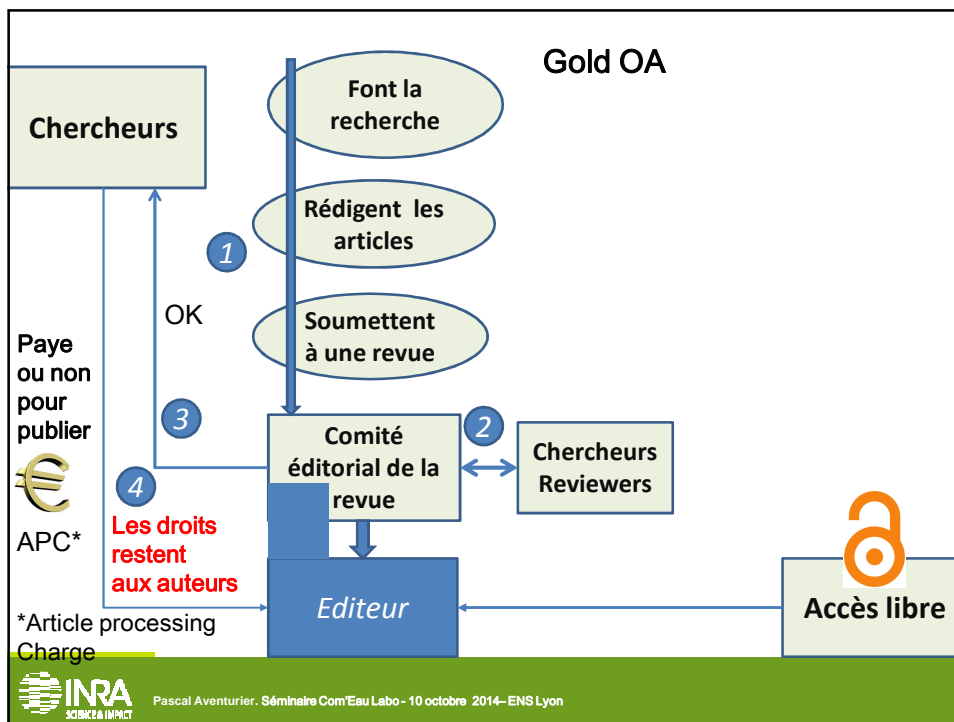 Gold OA
Chercheurs
Font la
recherche
Rédigent les
articles
1
Soumettent
à une revue
OK
Paye
ou non
pour
publier
3
Comité
éditorial de la
revue
2
Chercheurs
Reviewers
€
4
APC*
Les droits
restent
aux auteurs
Editeur
Accès libre
*Article processing
Charge
INRA
SCIENCE & IMPACT
Pascal Aventurier. Séminaire Com'Eau Labo - 10 octobre 2014– ENS Lyon